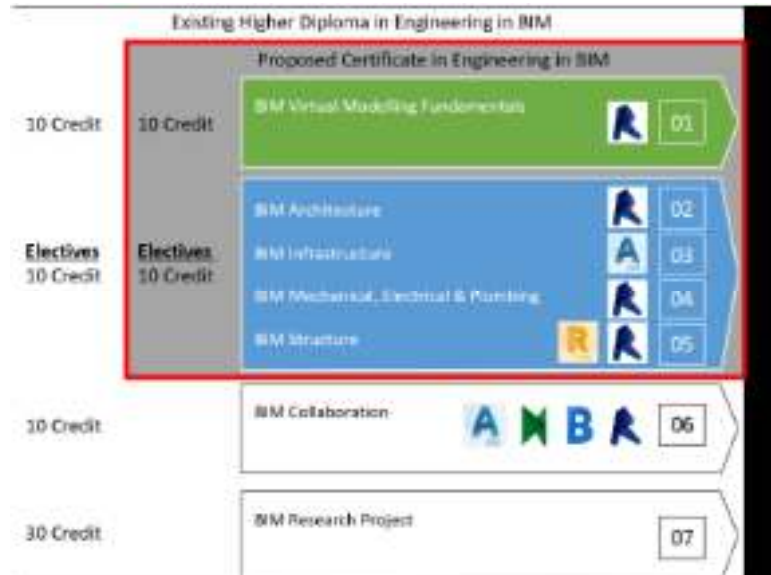 Existing Higher Diploma in Engineering in BIM
Proposed Certificate in Engineering in BIM
10 Credit
10 Credit
BIM Virtual Modelling Fundamentals
R
01
Electives
10 Credit
Electives
10 Credit
BIM Architecture
R
02
BIM Infrastructure
A
03
BIM Mechanical, Electrical & Plumbing
R
04
BIM Structure
R
R
05
10 Credit
BIM Collaboration
A
N
B
R
06
30 Credit
BIM Research Project
07